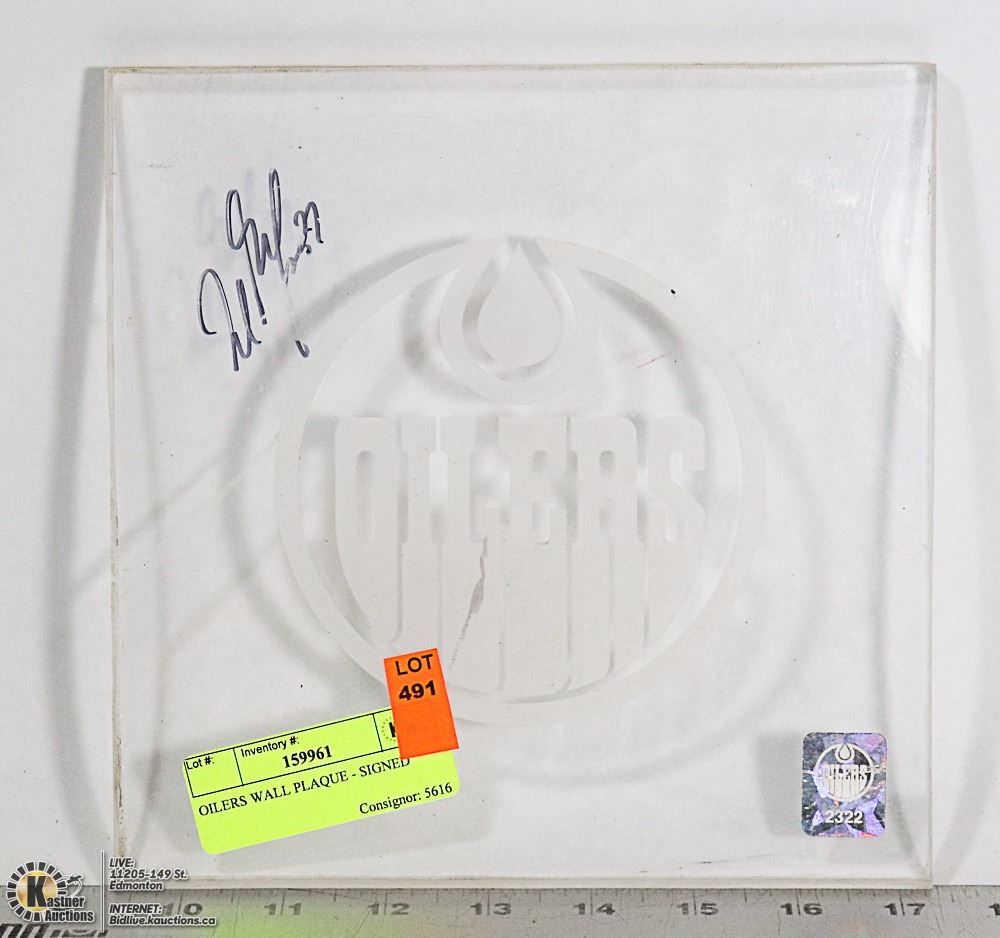 OILERS
LOT
491
Lot #:
Inventory #:
159961
OILERS WALL PLAQUE - SIGNED
Consignor: 5616
OILERS
2322
Kastner
Auctions
LIVE:
11205-149 St.
Edmonton
INTERNET:
Bidlive.kauctions.ca
10 11 12 13 14 15 16 17